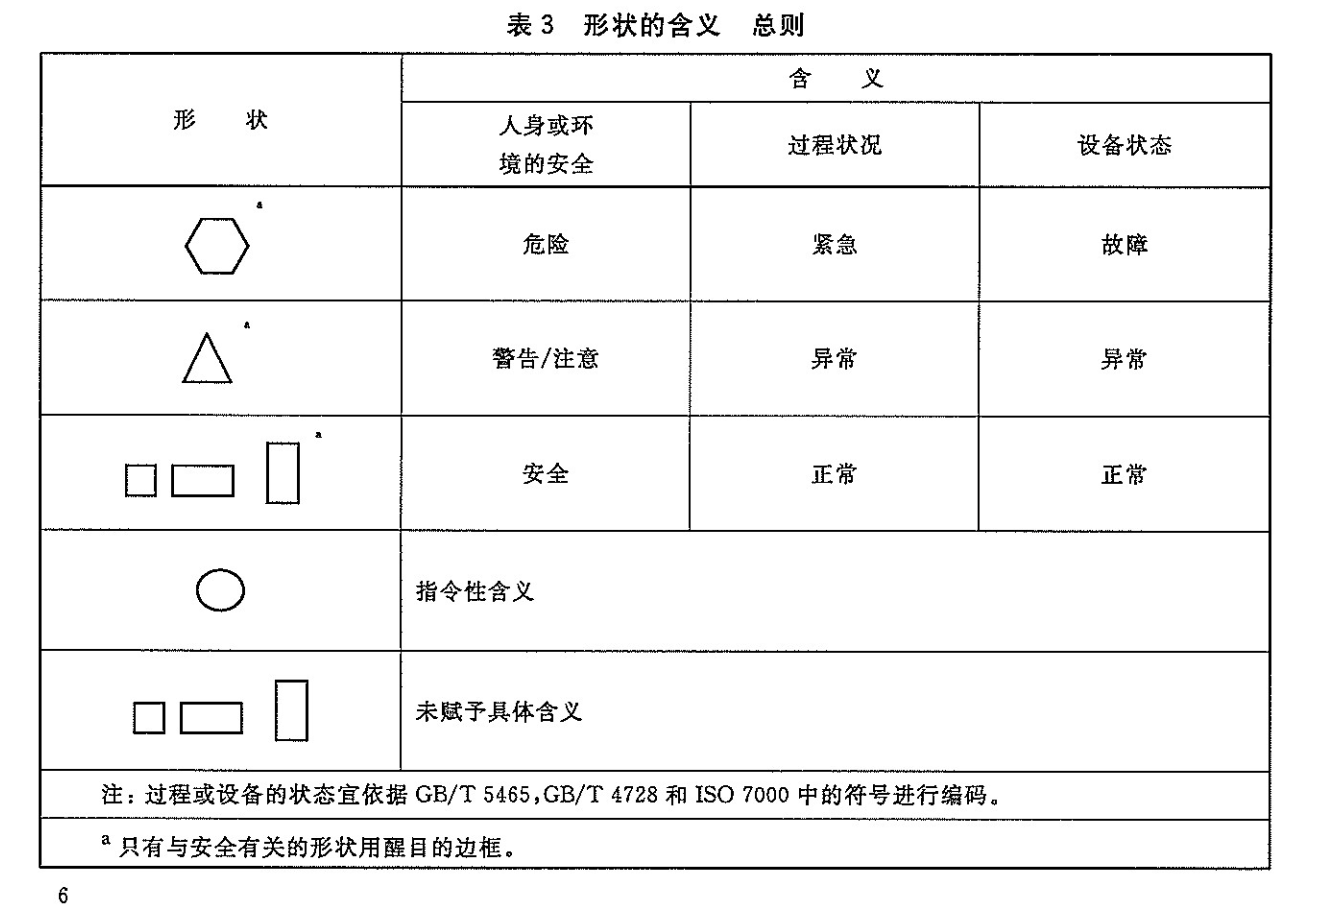 表 3 形状的含义 总则
形 状
含 义
人身或环
境的安全
过程状况
设备状态
a
危险
紧急
故障
a
警告/注意
异常
异常
a
安全
正常
正常
指令性含义
未赋予具体含义
注：过程或设备的状态宜依据 GB/T 5465,GB/T 4728 和 ISO 7000 中的符号进行编码。
a 只有与安全有关的形状用醒目的边框。
6